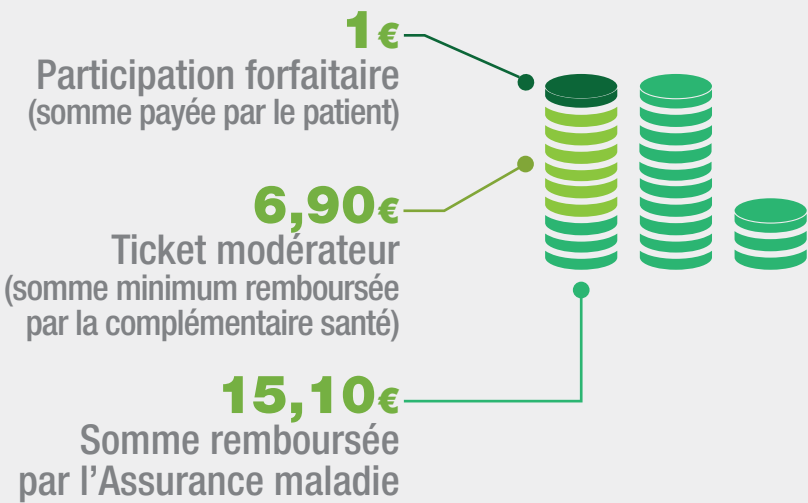 1€
Participation forfaitaire
(somme payée par le patient)
6,90€
Ticket modérateur
(somme minimum remboursée
par la complémentaire santé)
15,10€
Somme remboursée
par l’Assurance maladie